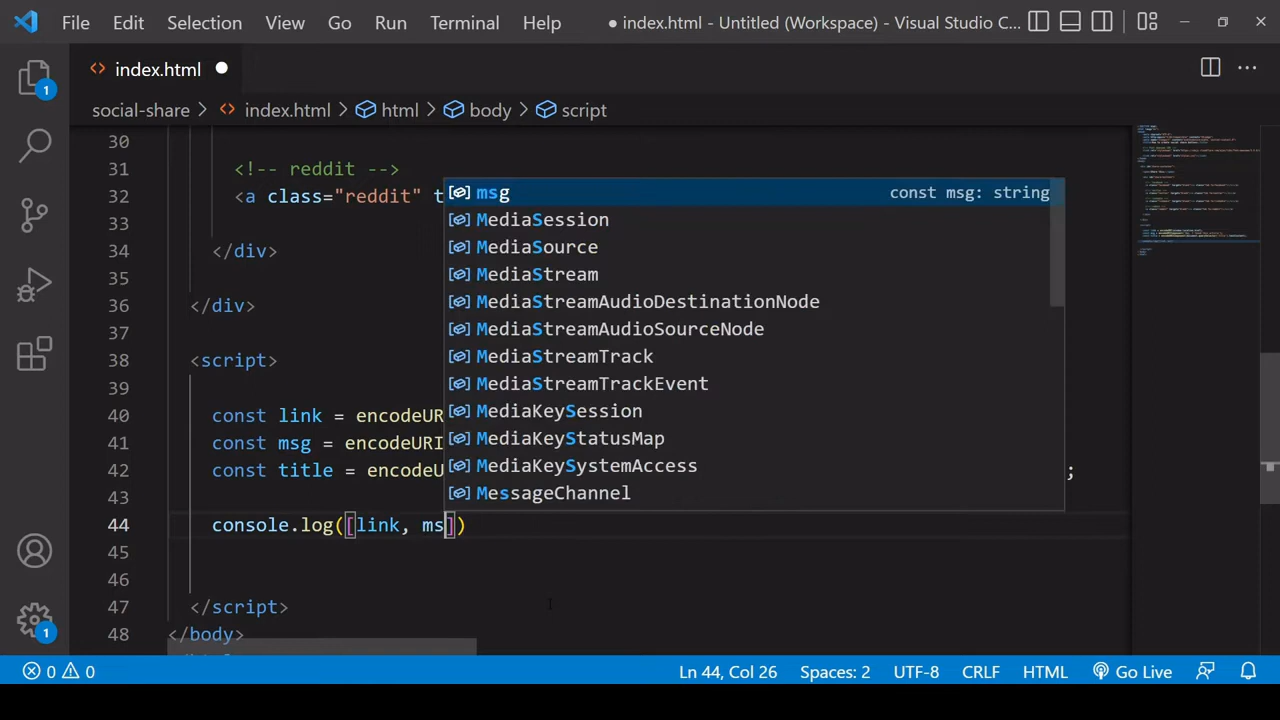 File Edit Selection View Go Run Terminal Help ● index.html - Untitled (Workspace) - Visual Studio C...
1
<> index.html
social-share > <> index.html > html > body > script
30
31 <!-- reddit -->
32 <a class="reddit" t
33
34 </div>
35
36 </div>
37
38 <script>
39
40 const link = encodeUR
41 const msg = encodeURI
42 const title = encodeU ;
43
44 console.log([link, ms])
45
46
47 </script>
48 </body>
msg const msg: string
MediaSession
MediaSource
MediaStream
MediaStreamAudioDestinationNode
MediaStreamAudioSourceNode
MediaStreamTrack
MediaStreamTrackEvent
MediaKeySession
MediaKeyStatusMap
MediaKeySystemAccess
MessageChannel
1
0 0 Ln 44, Col 26 Spaces: 2 UTF-8 CRLF HTML Go Live